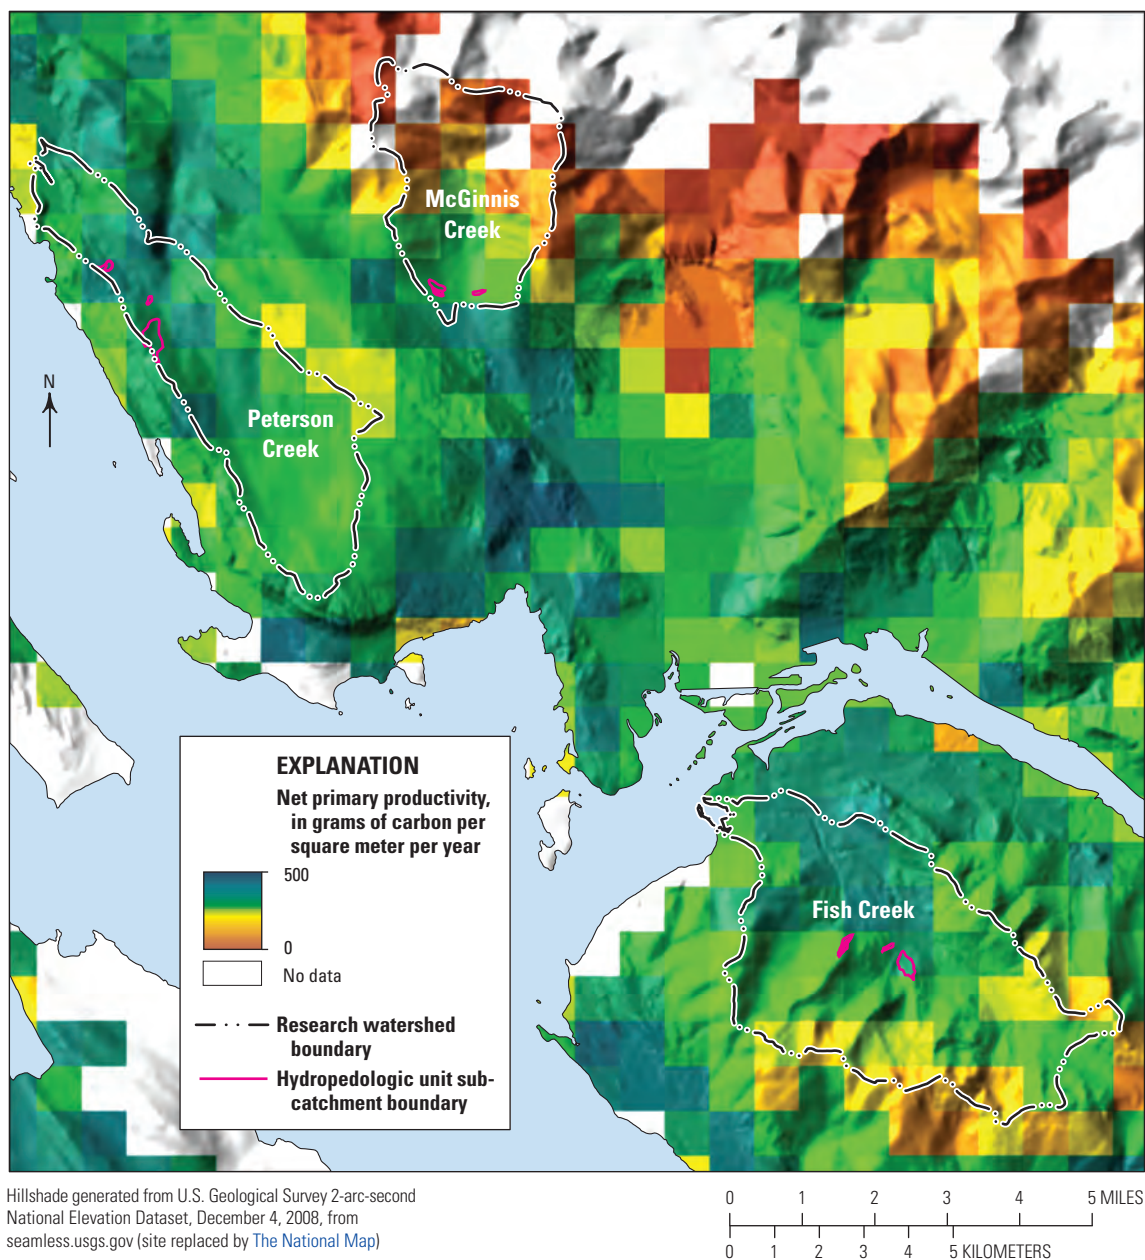 McGinnis
Creek
N
Peterson
Creek
EXPLANATION
Net primary productivity,
in grams of carbon per
square meter per year
500
0
No data
Research watershed
boundary
Hydropedologic unit sub-
catchment boundary
Fish Creek
Hillshade generated from U.S. Geological Survey 2-arc-second
National Elevation Dataset, December 4, 2008, from
seamless.usgs.gov (site replaced by The National Map)
0 1 2 3 4 5 MILES
0 1 2 3 4 5 KILOMETERS